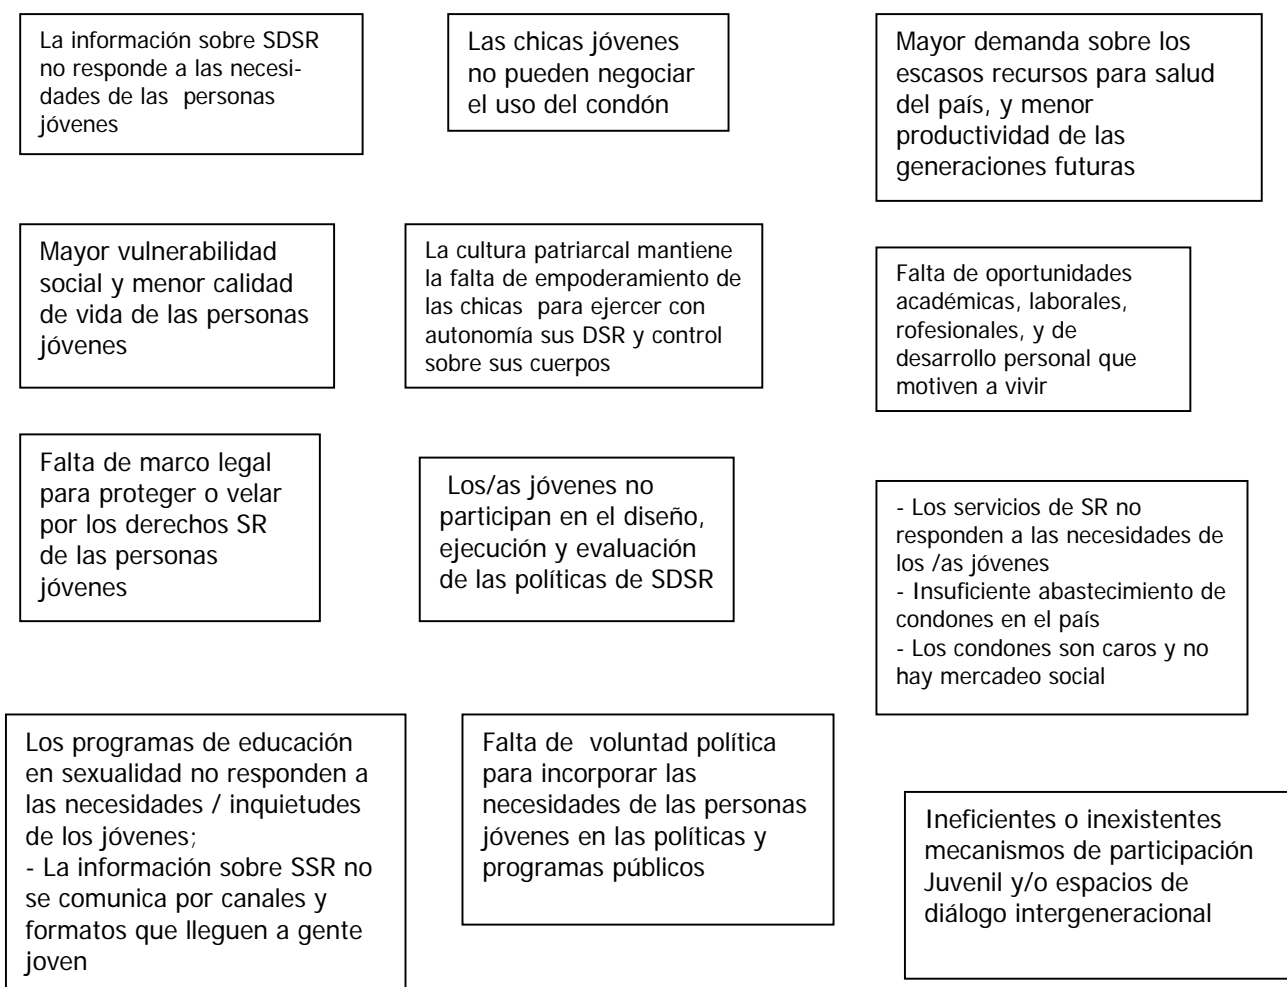 La información sobre SDSR
no responde a las necesi-
dades de las personas
jóvenes
Las chicas jóvenes
no pueden negociar
el uso del condón
Mayor demanda sobre los
escasos recursos para salud
del país, y menor
productividad de las
generaciones futuras
Mayor vulnerabilidad
social y menor calidad
de vida de las personas
jóvenes
La cultura patriarcal mantiene
la falta de empoderamiento de
las chicas para ejercer con
autonomía sus DSR y control
sobre sus cuerpos
Falta de oportunidades
académicas, laborales,
rofesionales, y de
desarrollo personal que
motiven a vivir
Falta de marco legal
para proteger o velar
por los derechos SR
de las personas
jóvenes
Los/as jóvenes no
participan en el diseño,
ejecución y evaluación
de las políticas de SDSR
- Los servicios de SR no
responden a las necesidades de
los /as jóvenes
- Insuficiente abastecimiento de
condones en el país
- Los condones son caros y no
hay mercadeo social
Los programas de educación
en sexualidad no responden a
las necesidades / inquietudes
de los jóvenes;
- La información sobre SSR no
se comunica por canales y
formatos que lleguen a gente
joven
Falta de voluntad política
para incorporar las
necesidades de las personas
jóvenes en las políticas y
programas públicos
Ineficientes o inexistentes
mecanismos de participación
Juvenil y/o espacios de
diálogo intergeneracional